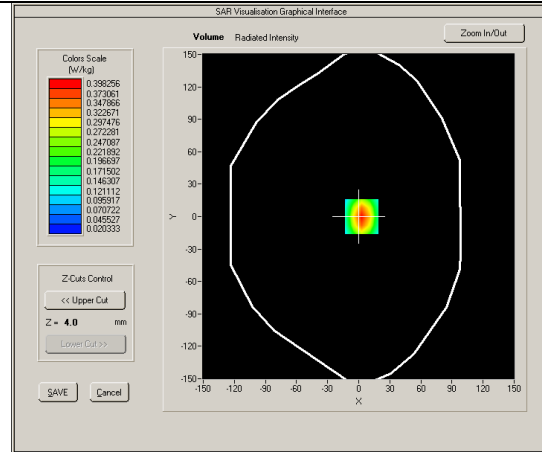 SAR Visualisation Graphical Interface
Volume Radiated Intensity
Zoom In/Out
Colors Scale
(W/kg)
0.398256
0.373061
0.347866
0.322671
0.297476
0.272281
0.247087
0.221892
0.196697
0.171502
0.146307
0.121112
0.095917
0.070722
0.045527
0.020333
Z-Cuts Control
<< Upper Cut
Z = 4.0 mm
Lower Cut >>
SAVE
Cancel
150
120
90
60
30
0
-30
-60
-90
-120
-150
Y
-150 -120 -90 -60 -30 0 30 60 90 120 150
X